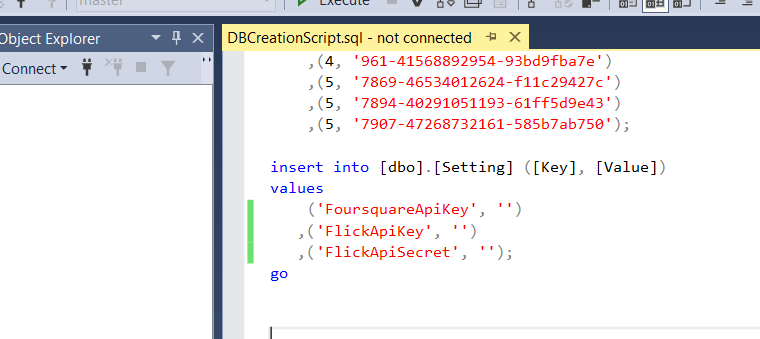 master
Execute
Object Explorer
Connect
DBCreationScript.sql - not connected
,(4, '961-41568892954-93bd9fba7e')
,(5, '7869-46534012624-f11c29427c')
,(5, '7894-40291051193-61ff5d9e43')
,(5, '7907-47268732161-585b7ab750');
insert into [dbo].[Setting] ([Key], [Value])
values
('FoursquareApiKey', '')
,('FlickApiKey', '')
,('FlickApiSecret', '');
go